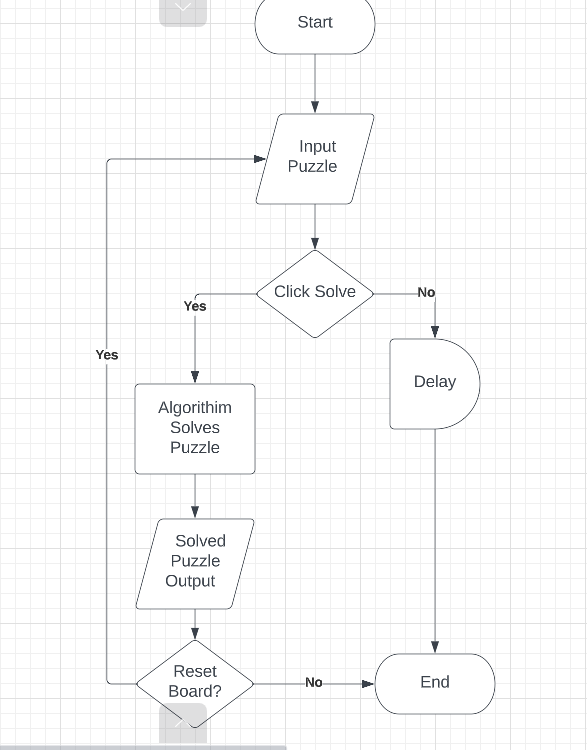 Start
Input
Puzzle
Click Solve
Yes
No
Yes
Delay
Algorithim
Solves
Puzzle
Solved
Puzzle
Output
Reset
Board?
No
End